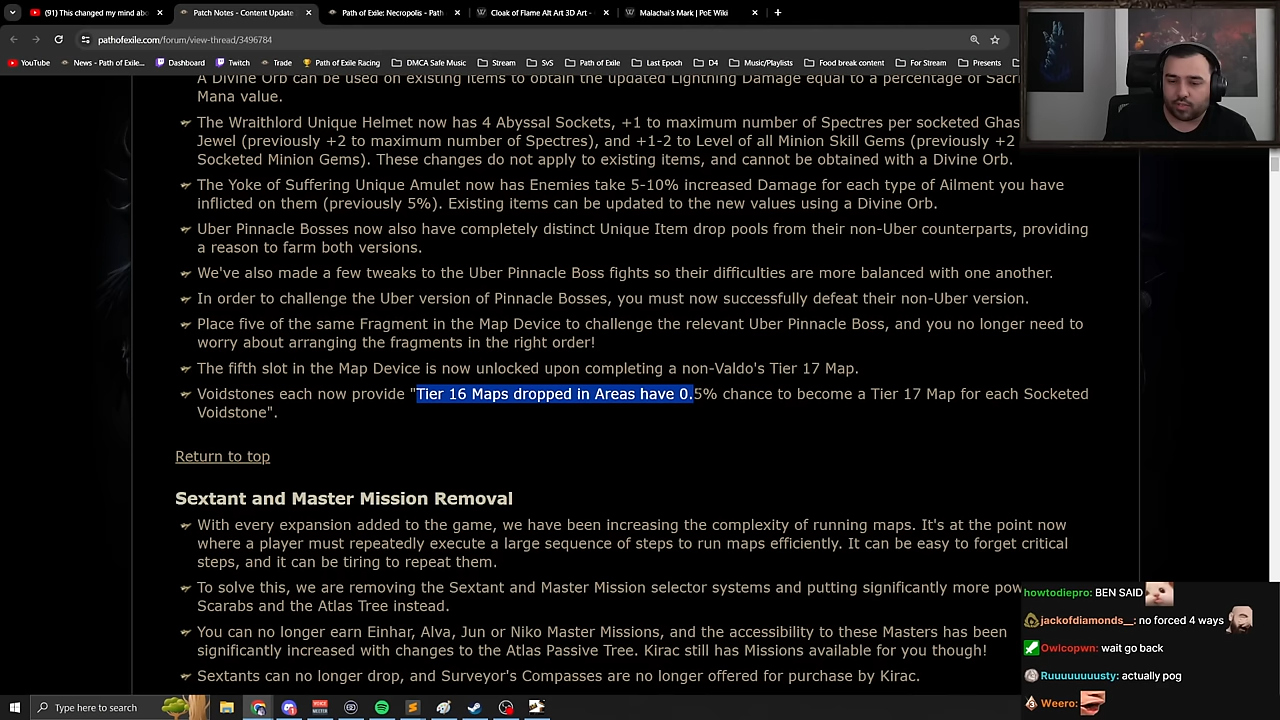 (91) This changed my mind abo
Patch Notes - Content Update
Path of Exile: Necropolis - Path
Cloak of Flame Alt Art 3D Art -
Malachai's Mark | PoE Wiki
pathofexile.com/forum/view-thread/3496784
YouTube
News - Path of Exile...
Dashboard
Twitch
Trade
Path of Exile Racing
DMCA Safe Music
Stream
SvS
Path of Exile
Last Epoch
D4
Music/Playlists
Food break content
For Stream
Presents
A Divine Orb can be used on existing items to obtain the updated Lightning Damage equal to a percentage of Sacr
Mana value.
The Wraithlord Unique Helmet now has 4 Abyssal Sockets, +1 to maximum number of Spectres per socketed Ghas
Jewel (previously +2 to maximum number of Spectres), and +1-2 to Level of all Minion Skill Gems (previously +2
Socketed Minion Gems). These changes do not apply to existing items, and cannot be obtained with a Divine Orb.
The Yoke of Suffering Unique Amulet now has Enemies take 5-10% increased Damage for each type of Ailment you have
inflicted on them (previously 5%). Existing items can be updated to the new values using a Divine Orb.
Uber Pinnacle Bosses now also have completely distinct Unique Item drop pools from their non-Uber counterparts, providing
a reason to farm both versions.
We've also made a few tweaks to the Uber Pinnacle Boss fights so their difficulties are more balanced with one another.
In order to challenge the Uber version of Pinnacle Bosses, you must now successfully defeat their non-Uber version.
Place five of the same Fragment in the Map Device to challenge the relevant Uber Pinnacle Boss, and you no longer need to
worry about arranging the fragments in the right order!
The fifth slot in the Map Device is now unlocked upon completing a non-Valdo's Tier 17 Map.
Voidstones each now provide "Tier 16 Maps dropped in Areas have 0.5% chance to become a Tier 17 Map for each Socketed
Voidstone".
Return to top
Sextant and Master Mission Removal
With every expansion added to the game, we have been increasing the complexity of running maps. It's at the point now
where a player must repeatedly execute a large sequence of steps to run maps efficiently. It can be easy to forget critical
steps, and it can be tiring to repeat them.
To solve this, we are removing the Sextant and Master Mission selector systems and putting significantly more pow
Scarabs and the Atlas Tree instead.
You can no longer earn Einhar, Alva, Jun or Niko Master Missions, and the accessibility to these Masters has been
significantly increased with changes to the Atlas Passive Tree. Kirac still has Missions available for you though!
Sextants can no longer drop, and Surveyor's Compasses are no longer offered for purchase by Kirac.
howtodiepro: BEN SAID
jackofdiamonds__: no forced 4 ways
Owlcopwn: wait go back
Ruuuuuuuusty: actually pog
Weero:
Type here to search